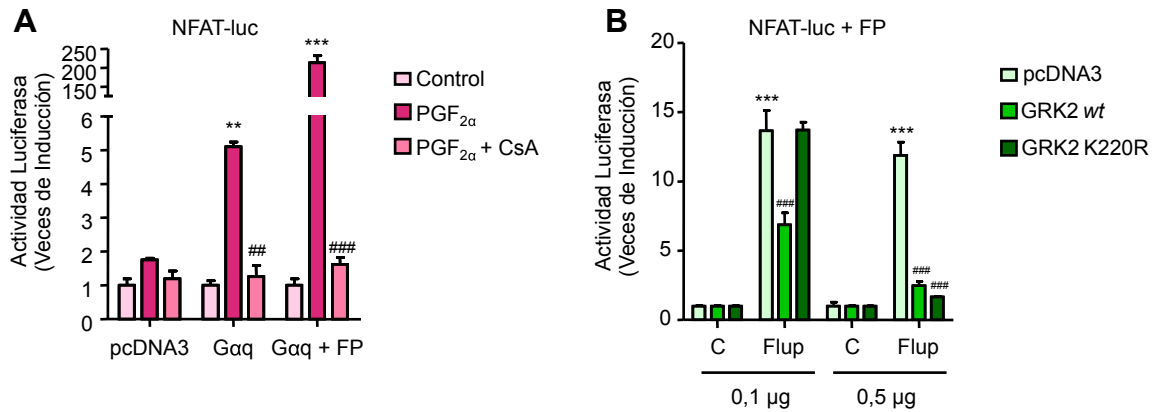 A
NFAT-luc
Actividad Luciferasa
(Veces de Inducción)
250
200
150
6
5
4
3
2
1
0
***
**
##
###
pcDNA3
Gαq
Gαq + FP
Control
PGF2α
PGF2α + CsA
B
NFAT-luc + FP
Actividad Luciferasa
(Veces de Inducción)
20
15
10
5
0
***
###
***
###
###
C
Flup
C
Flup
0,1 µg
0,5 µg
pcDNA3
GRK2 wt
GRK2 K220R